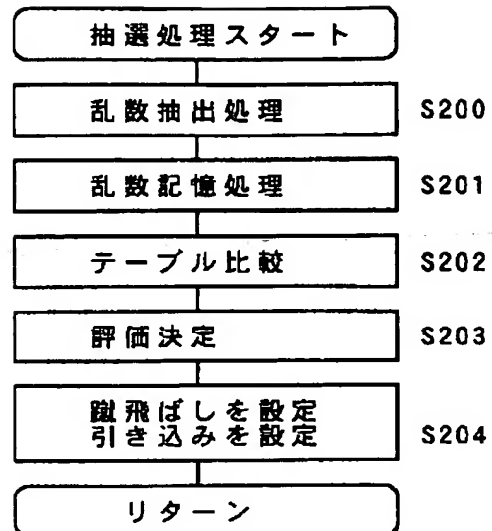 抽選処理スタート
乱数抽出処理 S200
乱数記憶処理 S201
テーブル比較 S202
評価決定 S203
蹴飛ばしを設定
引き込みを設定 S204
リターン